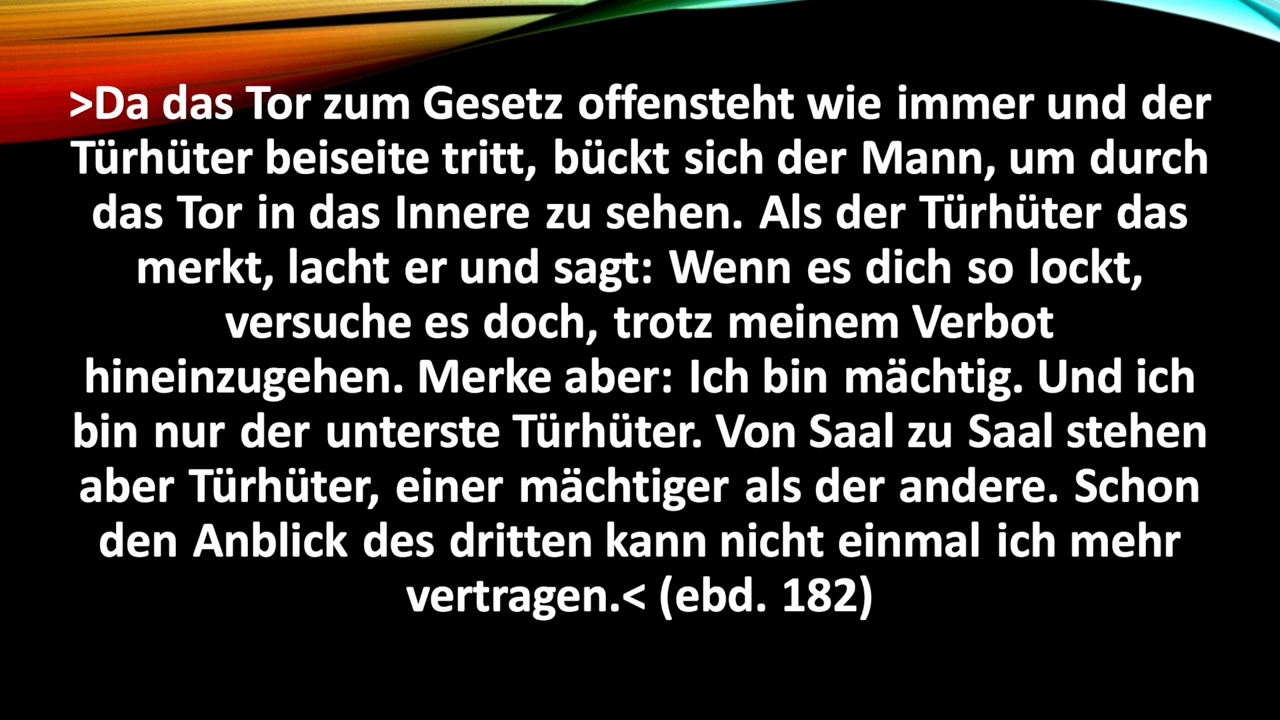 >Da das Tor zum Gesetz offensteht wie immer und der
Türhüter beiseite tritt, bückt sich der Mann, um durch
das Tor in das Innere zu sehen. Als der Türhüter das
merkt, lacht er und sagt: Wenn es dich so lockt,
versuche es doch, trotz meinem Verbot
hineinzugehen. Merke aber: Ich bin mächtig. Und ich
bin nur der unterste Türhüter. Von Saal zu Saal stehen
aber Türhüter, einer mächtiger als der andere. Schon
den Anblick des dritten kann nicht einmal ich mehr
vertragen.< (ebd. 182)